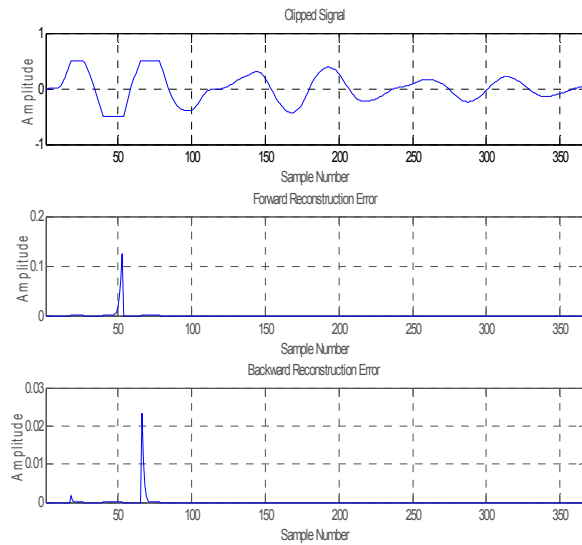 Clipped Signal
Amplitude
1
0
-1
50 100 150 200 250 300 350
Sample Number
Forward Reconstruction Error
Amplitude
0.2
0.1
0
50 100 150 200 250 300 350
Sample Number
Backward Reconstruction Error
Amplitude
0.03
0.02
0.01
0
50 100 150 200 250 300 350
Sample Number